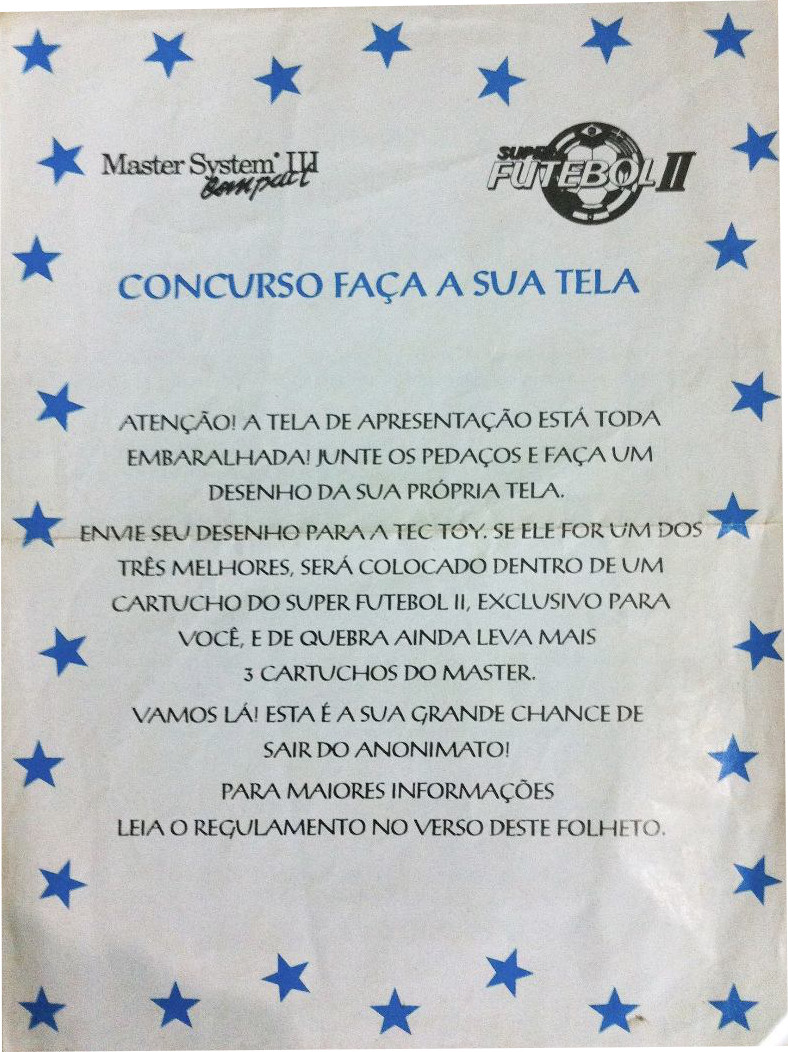 Master System III
Compact
SUPER
FUTEBOL II
CONCURSO FAÇA A SUA TELA
ATENÇÃO! A TELA DE APRESENTAÇÃO ESTÁ TODA
EMBARALHADA! JUNTE OS PEDAÇOS E FAÇA UM
DESENHO DA SUA PRÓPRIA TELA.
ENVIE SEU DESENHO PARA A TEC TOY. SE ELE FOR UM DOS
TRÊS MELHORES, SERÁ COLOCADO DENTRO DE UM
CARTUCHO DO SUPER FUTEBOL II, EXCLUSIVO PARA
VOCÊ, E DE QUEBRA AINDA LEVA MAIS
3 CARTUCHOS DO MASTER.
VAMOS LÁ! ESTA É A SUA GRANDE CHANCE DE
SAIR DO ANONIMATO!
PARA MAIORES INFORMAÇÕES
LEIA O REGULAMENTO NO VERSO DESTE FOLHETO.